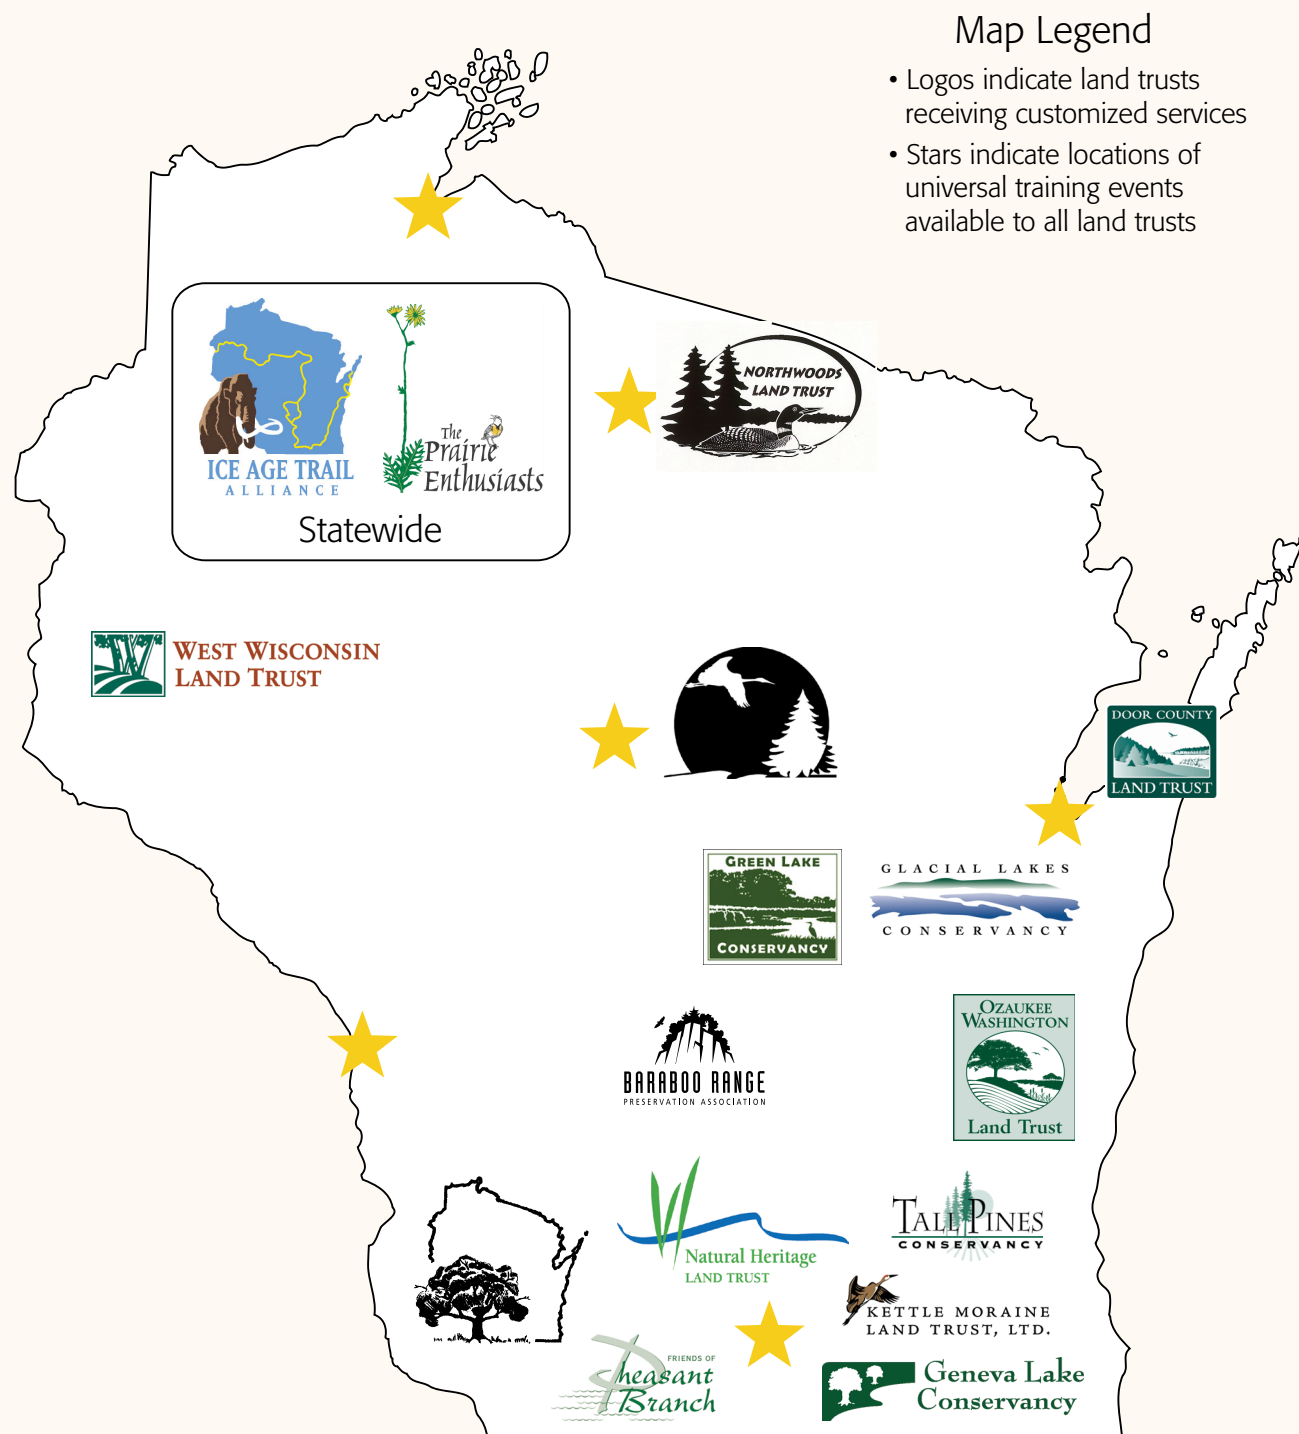 Map Legend
• Logos indicate land trusts
receiving customized services
• Stars indicate locations of
universal training events
available to all land trusts
NORTHWOODS
LAND TRUST
ICE AGE TRAIL
ALLIANCE
The
Prairie
Enthusiasts
Statewide
WEST WISCONSIN
LAND TRUST
DOOR COUNTY
LAND TRUST
GREEN LAKE
CONSERVANCY
GLACIAL LAKES
CONSERVANCY
OZAUKEE
WASHINGTON
Land Trust
BARABOO RANGE
PRESERVATION ASSOCIATION
Natural Heritage
LAND TRUST
TALL PINES
CONSERVANCY
KETTLE MORAINE
LAND TRUST, LTD.
FRIENDS OF
Pheasant
Branch
Geneva Lake
Conservancy